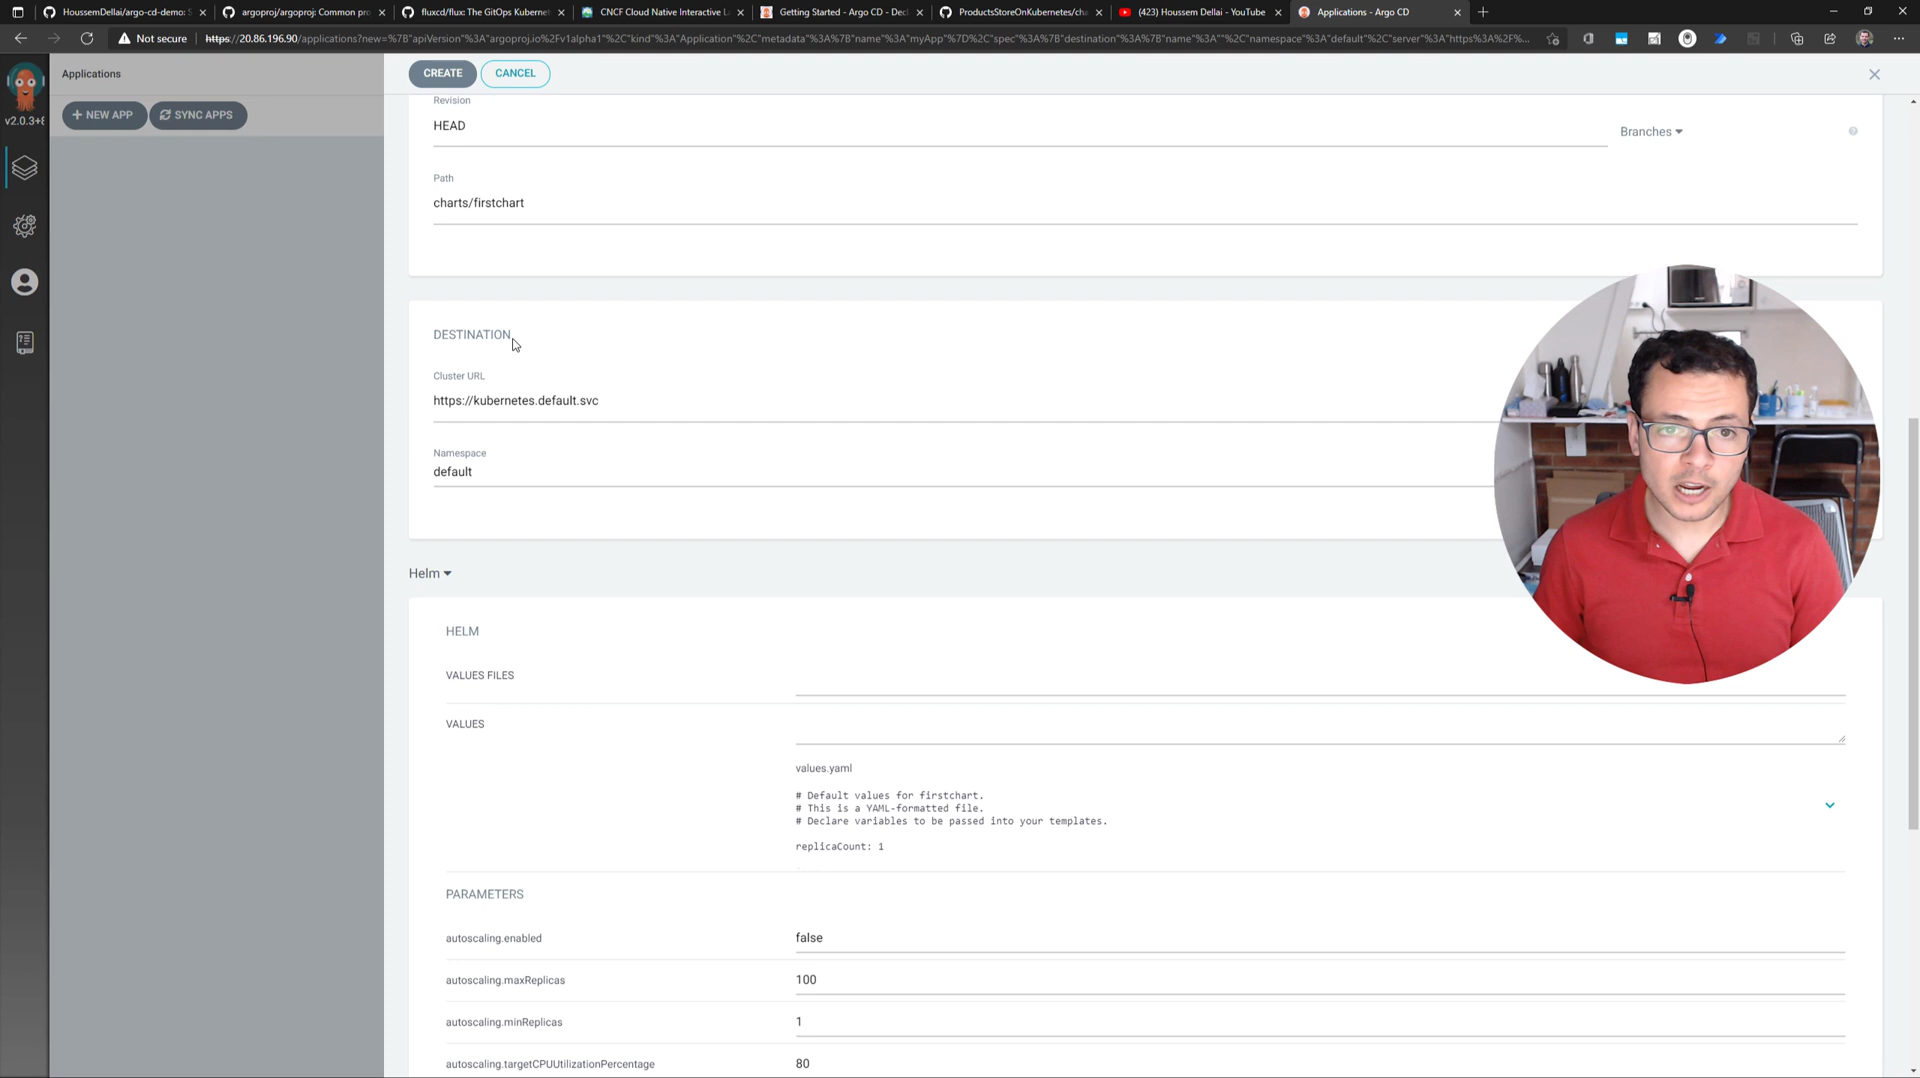 HoussemDellai/argo-cd-demo: S
argoproj/argoproj: Common pro
fluxcd/flux: The GitOps Kubernet
CNCF Cloud Native Interactive L
Getting Started - Argo CD - Decl
ProductsStoreOnKubernetes/cha
(423) Houssem Dellai - YouTube
Applications - Argo CD
Not secure
https://20.86.196.90/applications?new=%7B"apiVersion"%3A"argoproj.io%2Fv1alpha1"%2C"kind"%3A"Application"%2C"metadata"%3A%7B"name"%3A"myApp"%7D%2C"spec"%3A%7B"destination"%3A%7B"name"%3A""%2C"namespace"%3A"default"%2C"server"%3A"https%3A%2F%...
Applications
CREATE
CANCEL
v2.0.3+8
NEW APP
SYNC APPS
Revision
HEAD
Branches
Path
charts/firstchart
DESTINATION
Cluster URL
https://kubernetes.default.svc
Namespace
default
Helm
HELM
VALUES FILES
VALUES
values.yaml
# Default values for firstchart.
# This is a YAML-formatted file.
# Declare variables to be passed into your templates.
replicaCount: 1
PARAMETERS
autoscaling.enabled
false
autoscaling.maxReplicas
100
autoscaling.minReplicas
1
autoscaling.targetCPUUtilizationPercentage
80